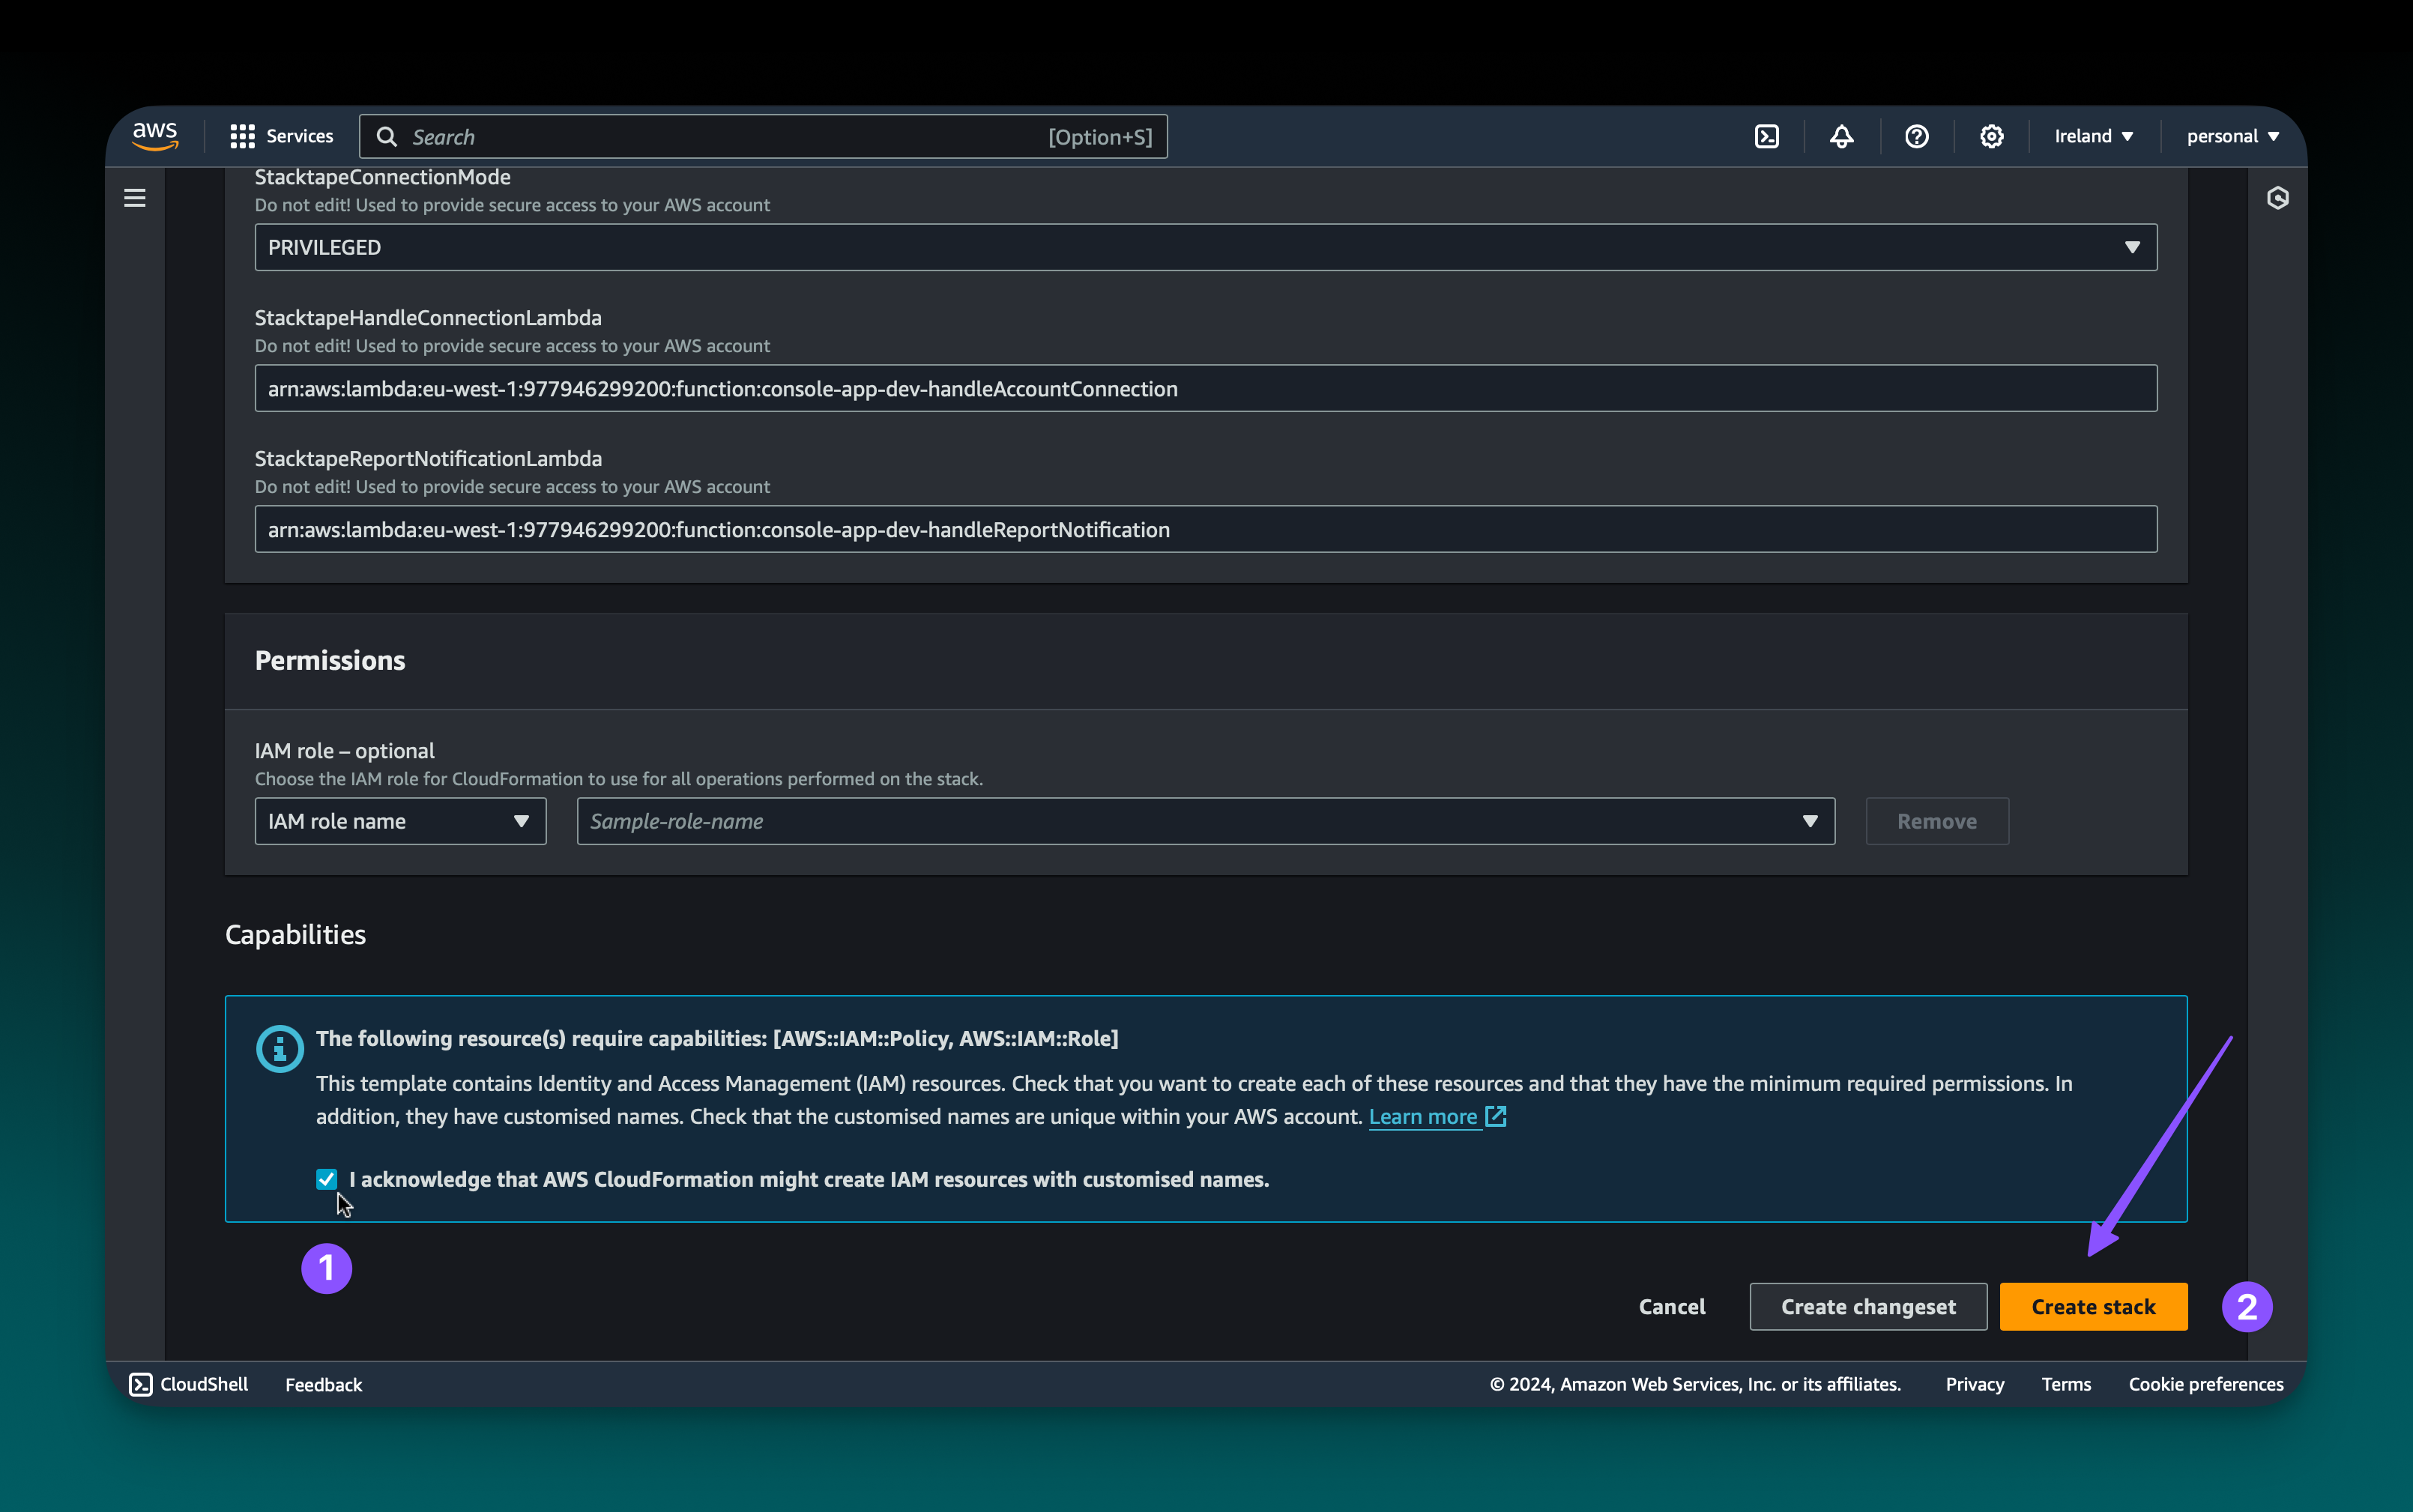 aws
Services
Search
[Option+S]
Ireland
personal
StacktapeConnectionMode
Do not edit! Used to provide secure access to your AWS account
PRIVILEGED
StacktapeHandleConnectionLambda
Do not edit! Used to provide secure access to your AWS account
arn:aws:lambda:eu-west-1:977946299200:function:console-app-dev-handleAccountConnection
StacktapeReportNotificationLambda
Do not edit! Used to provide secure access to your AWS account
arn:aws:lambda:eu-west-1:977946299200:function:console-app-dev-handleReportNotification
Permissions
IAM role – optional
Choose the IAM role for CloudFormation to use for all operations performed on the stack.
IAM role name
Sample-role-name
Remove
Capabilities
The following resource(s) require capabilities: [AWS::IAM::Policy, AWS::IAM::Role]
This template contains Identity and Access Management (IAM) resources. Check that you want to create each of these resources and that they have the minimum required permissions. In
addition, they have customised names. Check that the customised names are unique within your AWS account. Learn more
I acknowledge that AWS CloudFormation might create IAM resources with customised names.
1
Cancel
Create changeset
Create stack
2
CloudShell
Feedback
© 2024, Amazon Web Services, Inc. or its affiliates.
Privacy
Terms
Cookie preferences